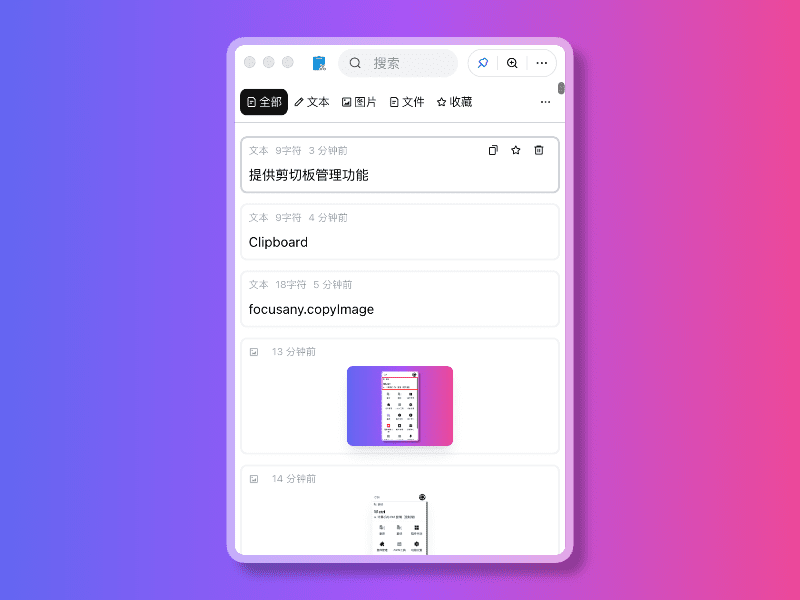 搜索
全部 文本 图片 文件 收藏
文本 9字符 3 分钟前
提供剪切板管理功能
文本 9字符 4 分钟前
Clipboard
文本 18字符 5 分钟前
focusany.copyImage
13 分钟前
14 分钟前